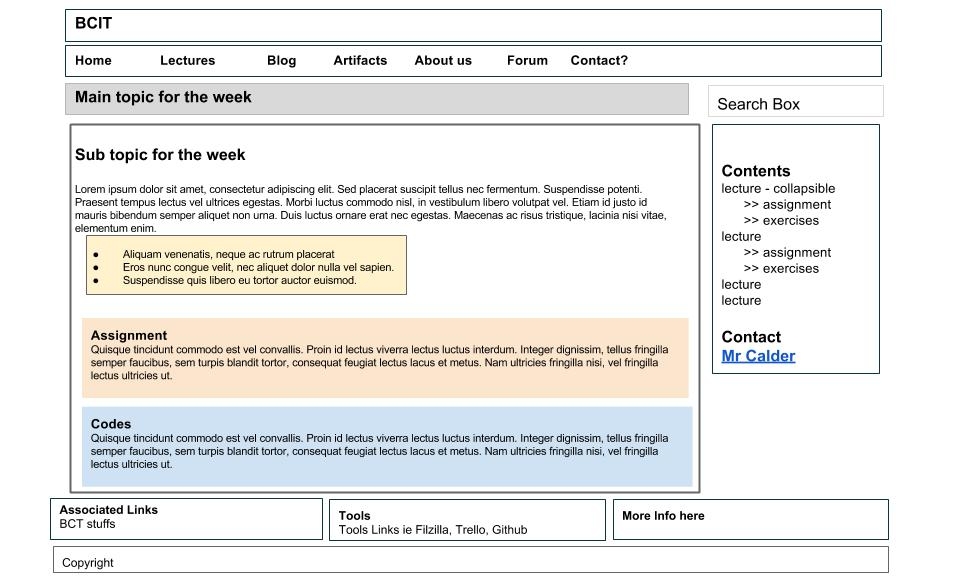 BCIT
Home Lectures Blog Artifacts About us Forum Contact?
Main topic for the week
Search Box
Sub topic for the week
Lorem ipsum dolor sit amet, consectetur adipiscing elit. Sed placerat suscipit tellus nec fermentum. Suspendisse potenti.
Praesent tempus lectus vel ultrices egestas. Morbi luctus commodo nisl, in vestibulum libero volutpat vel. Etiam id justo id
mauris bibendum semper aliquet non urna. Duis luctus ornare erat nec egestas. Maecenas ac risus tristique, lacinia nisi vitae,
elementum enim.
● Aliquam venenatis, neque ac rutrum placerat
● Eros nunc congue velit, nec aliquet dolor nulla vel sapien.
● Suspendisse quis libero eu tortor auctor euismod.
Assignment
Quisque tincidunt commodo est vel convallis. Proin id lectus viverra lectus luctus interdum. Integer dignissim, tellus fringilla
semper faucibus, sem turpis blandit tortor, consequat feugiat lectus lacus et metus. Nam ultricies fringilla nisi, vel fringilla
lectus ultricies ut.
Codes
Quisque tincidunt commodo est vel convallis. Proin id lectus viverra lectus luctus interdum. Integer dignissim, tellus fringilla
semper faucibus, sem turpis blandit tortor, consequat feugiat lectus lacus et metus. Nam ultricies fringilla nisi, vel fringilla
lectus ultricies ut.
Contents
lecture - collapsible
>> assignment
>> exercises
lecture
>> assignment
>> exercises
lecture
lecture
Contact
Mr Calder
Associated Links
BCT stuffs
Tools
Tools Links ie Filzilla, Trello, Github
More Info here
Copyright